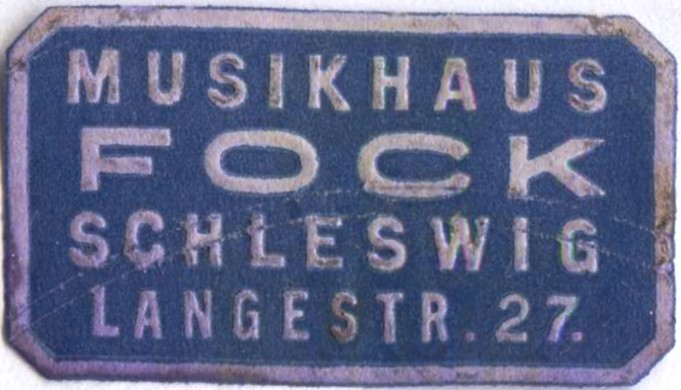 MUSIKHAUS
FOCK
SCHLESWIG
LANGESTR. 27.